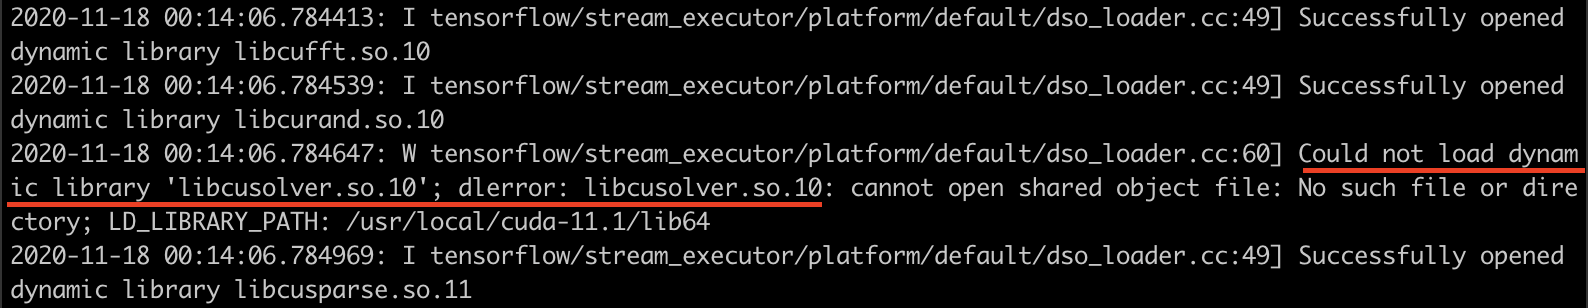 2020-11-18 00:14:06.784413: I tensorflow/stream_executor/platform/default/dso_loader.cc:49] Successfully opened
dynamic library libcufft.so.10
2020-11-18 00:14:06.784539: I tensorflow/stream_executor/platform/default/dso_loader.cc:49] Successfully opened
dynamic library libcurand.so.10
2020-11-18 00:14:06.784647: W tensorflow/stream_executor/platform/default/dso_loader.cc:60] Could not load dynam
ic library 'libcusolver.so.10'; dlerror: libcusolver.so.10: cannot open shared object file: No such file or dire
ctory; LD_LIBRARY_PATH: /usr/local/cuda-11.1/lib64
2020-11-18 00:14:06.784969: I tensorflow/stream_executor/platform/default/dso_loader.cc:49] Successfully opened
dynamic library libcusparse.so.11